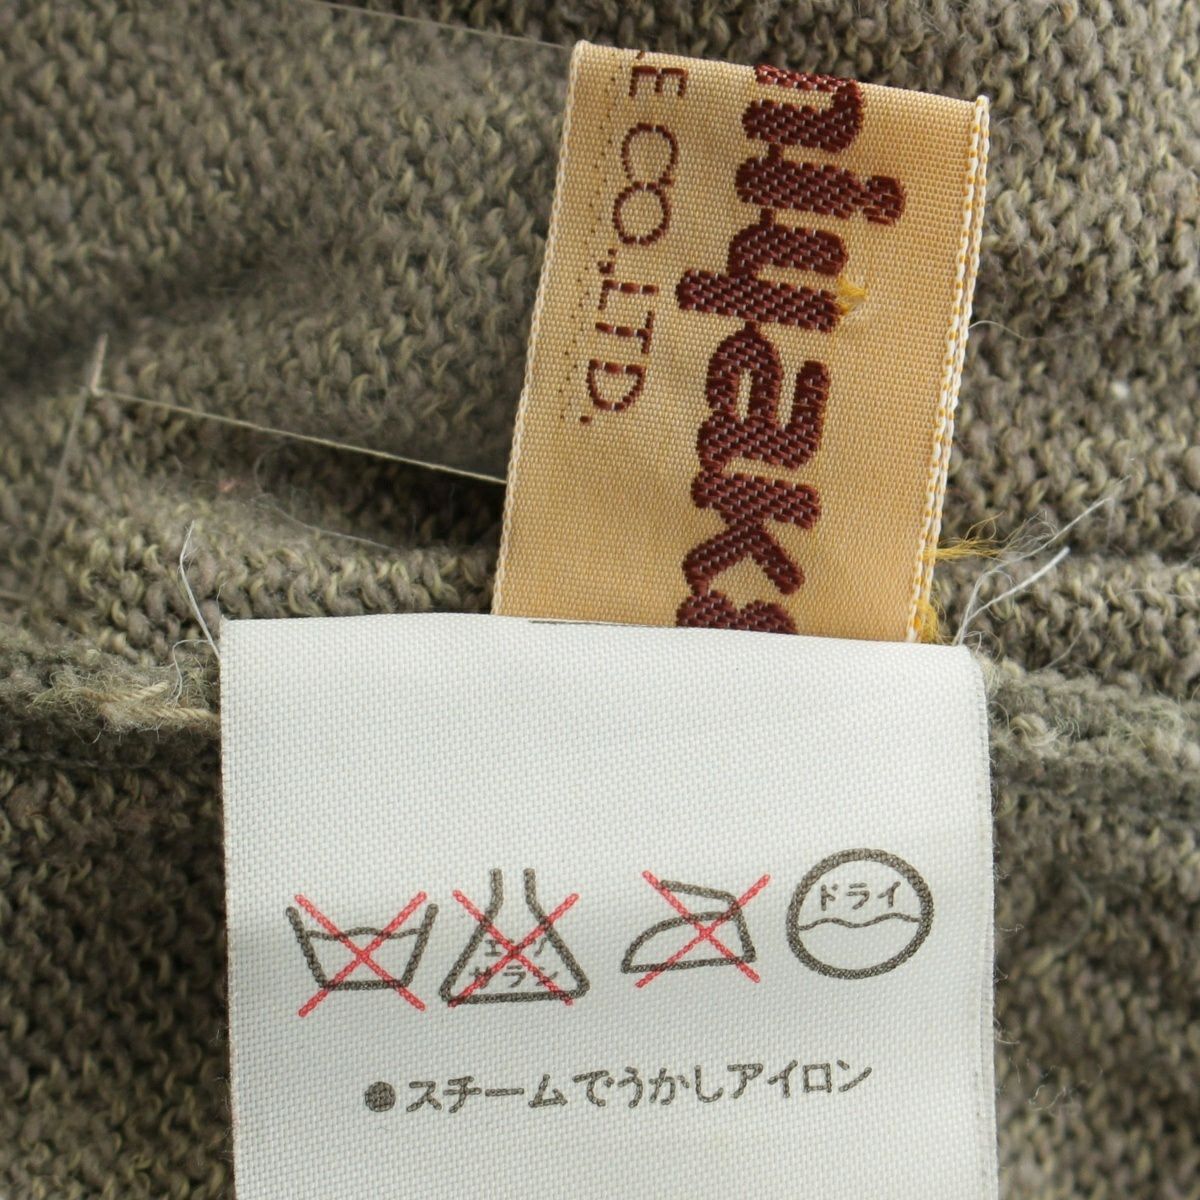 E CO.,LTD.
miyake
エンソ
サラシ
ドライ
●スチームでうかしアイロン